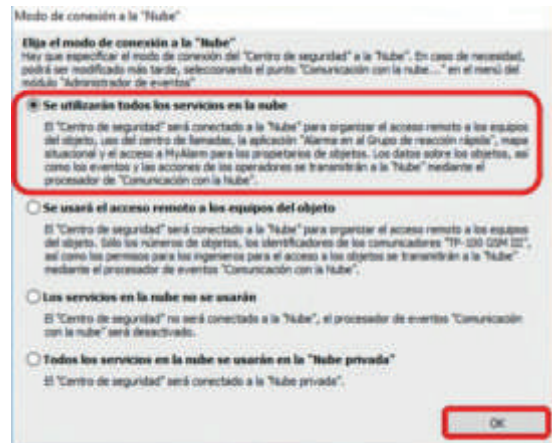 Modo de conexión a la "Nube"
Elija el modo de conexión a la "Nube"
Hay que especificar el modo de conexión del "Centro de seguridad" a la "Nube". En caso de necesidad,
podrá ser modificado más tarde, seleccionando el punto "Comunicación con la nube..." en el menú del
módulo "Administrador de eventos"
Se utilizarán todos los servicios en la nube
El "Centro de seguridad" será conectado a la "Nube" para organizar el acceso remoto a los equipos
del objeto, uso del centro de llamadas, la aplicación "Alarma en al Grupo de reacción rápida", mapa
situacional y el acceso a MyAlarm para los propietarios de objetos. Los datos sobre los objetos, así
como los eventos y las acciones de los operadores se transmitirán a la "Nube" mediante el
procesador de "Comunicación con la Nube".
Se usará el acceso remoto a los equipos del objeto
El "Centro de seguridad" será conectado a la "Nube" para organizar el acceso remoto a los equipos
del objeto. Sólo los números de objetos, los identificadores de los comunicadores "TP-100 GSM III",
así como los permisos para los ingenieros para el acceso a los objetos se transmitirán a la "Nube"
mediante el procesador de eventos "Comunicación con la Nube".
Los servicios en la nube no se usarán
El "Centro de seguridad" no será conectado a la "Nube", el procesador de eventos "Comunicación
con la nube" será desactivado.
Todos los servicios en la nube se usarán en la "Nube privada"
El "Centro de seguridad" será conectado a la "Nube privada".
OK